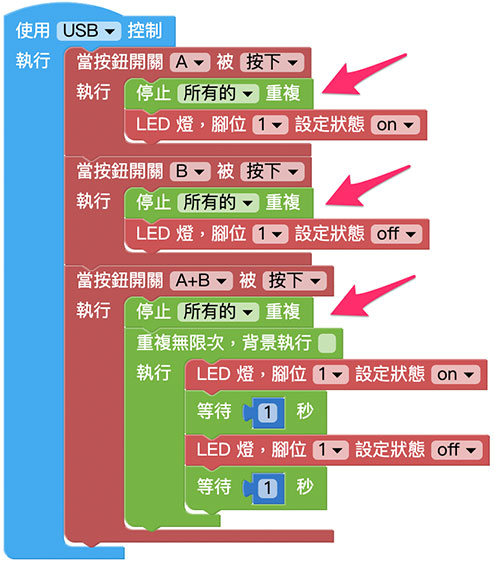 使用 USB 控制
執行 當按鈕開關 A 被 按下
執行 停止 所有的 重複
LED 燈，腳位 1 設定狀態 on
當按鈕開關 B 被 按下
執行 停止 所有的 重複
LED 燈，腳位 1 設定狀態 off
當按鈕開關 A+B 被 按下
執行 停止 所有的 重複
重複無限次，背景執行
執行 LED 燈，腳位 1 設定狀態 on
等待 1 秒
LED 燈，腳位 1 設定狀態 off
等待 1 秒